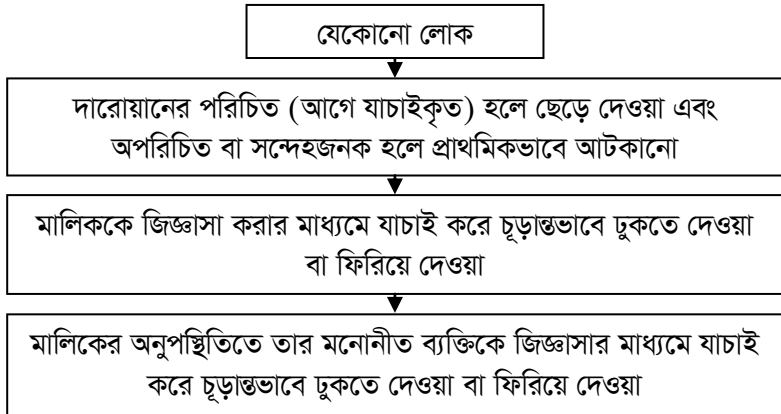 যেকোনো লোক
দারোয়ানের পরিচিত (আগে যাচাইকৃত) হলে ছেড়ে দেওয়া এবং
অপরিচিত বা সন্দেহজনক হলে প্রাথমিকভাবে আটকানো
মালিককে জিজ্ঞাসা করার মাধ্যমে যাচাই করে চূড়ান্তভাবে ঢুকতে দেওয়া
বা ফিরিয়ে দেওয়া
মালিকের অনুপস্থিতিতে তার মনোনীত ব্যক্তিকে জিজ্ঞাসার মাধ্যমে যাচাই
করে চূড়ান্তভাবে ঢুকতে দেওয়া বা ফিরিয়ে দেওয়া